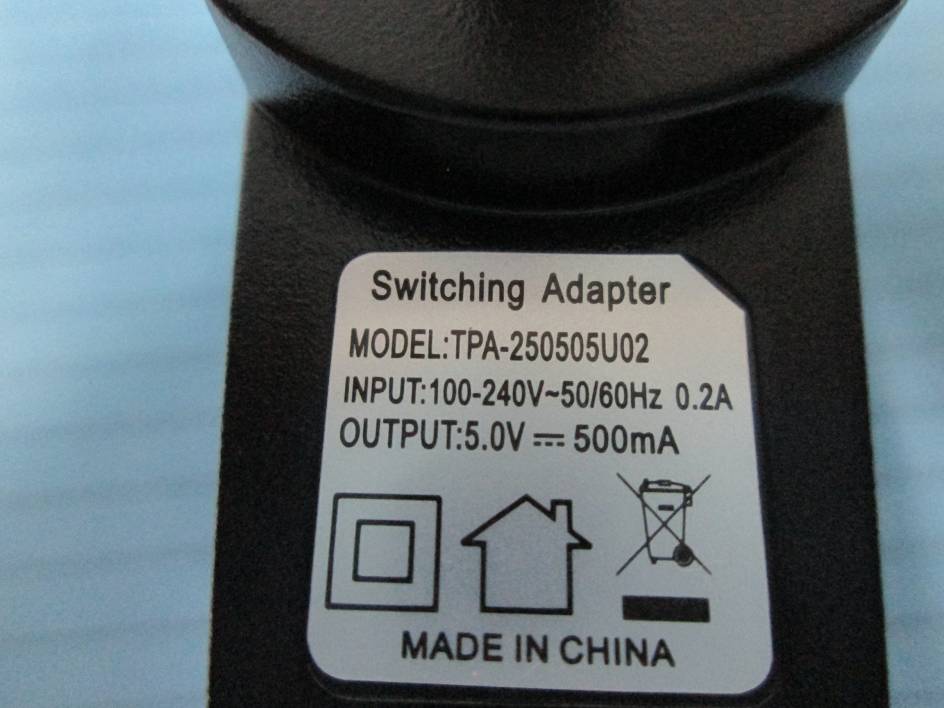 Switching Adapter
MODEL:TPA-250505U02
INPUT:100-240V~50/60Hz 0.2A
OUTPUT:5.0V ⎓ 500mA
MADE IN CHINA